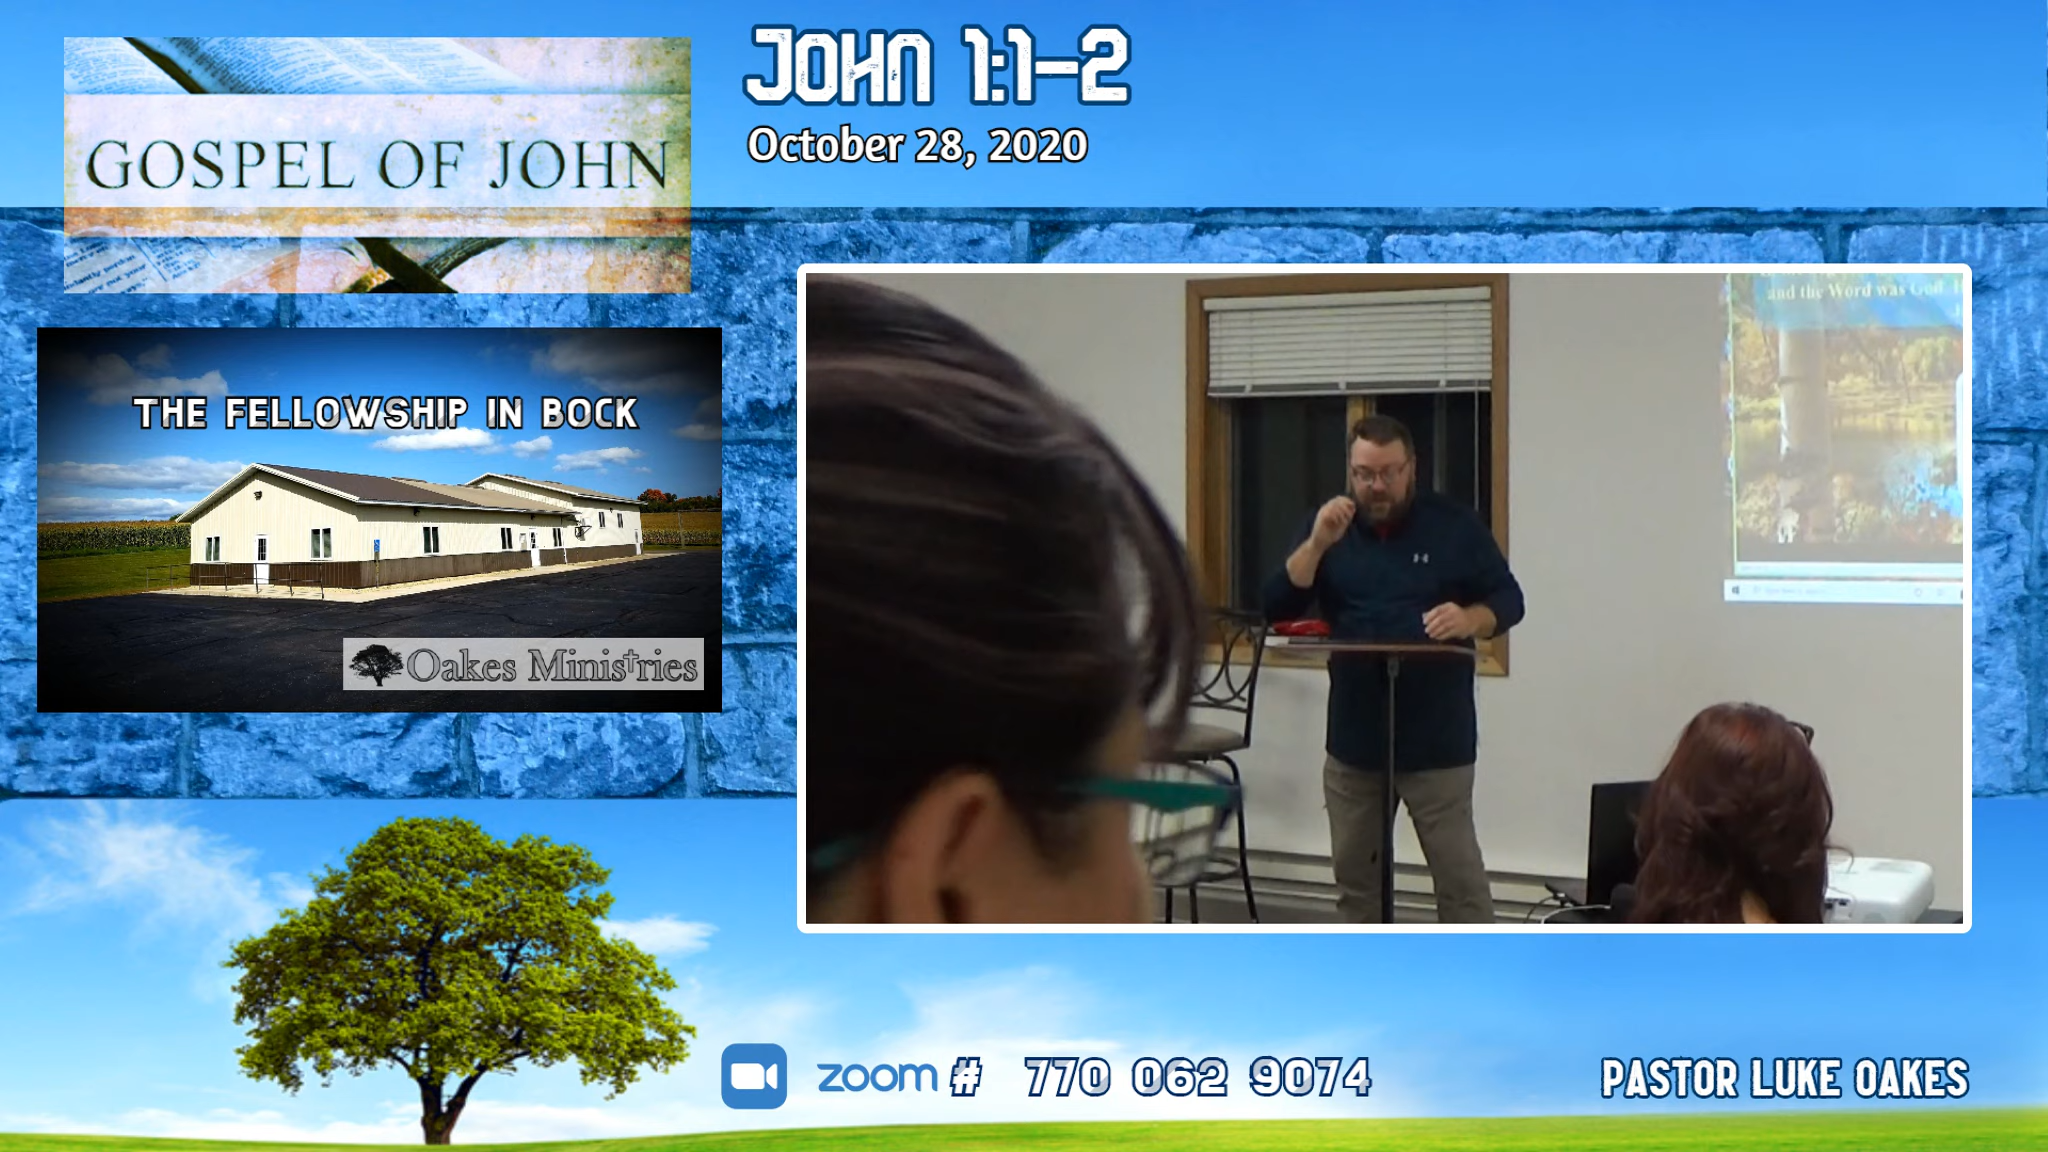 GOSPEL OF JOHN
JOHN 1:1-2
October 28, 2020
THE FELLOWSHIP IN BOCK
Oakes Ministries
and the Word was God
zoom # 770 062 9074
PASTOR LUKE OAKES